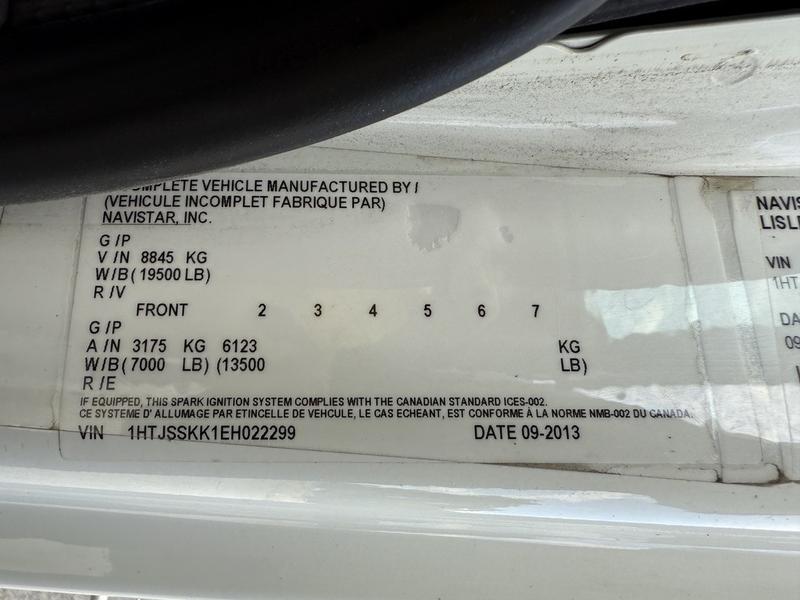 COMPLETE VEHICLE MANUFACTURED BY /
(VEHICULE INCOMPLET FABRIQUE PAR)
NAVISTAR, INC.
G /P
V /N 8845 KG
W/B (19500 LB)
R /V
FRONT 2 3 4 5 6 7
G /P
A /N 3175 KG 6123 KG
W/B (7000 LB) (13500 LB)
R /E
IF EQUIPPED, THIS SPARK IGNITION SYSTEM COMPLIES WITH THE CANADIAN STANDARD ICES-002.
CE SYSTEME D' ALLUMAGE PAR ETINCELLE DE VEHICULE, LE CAS ECHEANT, EST CONFORME À LA NORME NMB-002 DU CANADA.
VIN 1HTJSSKK1EH022299 DATE 09-2013
NAVIS
LISLE
VIN
1HT
DA
09